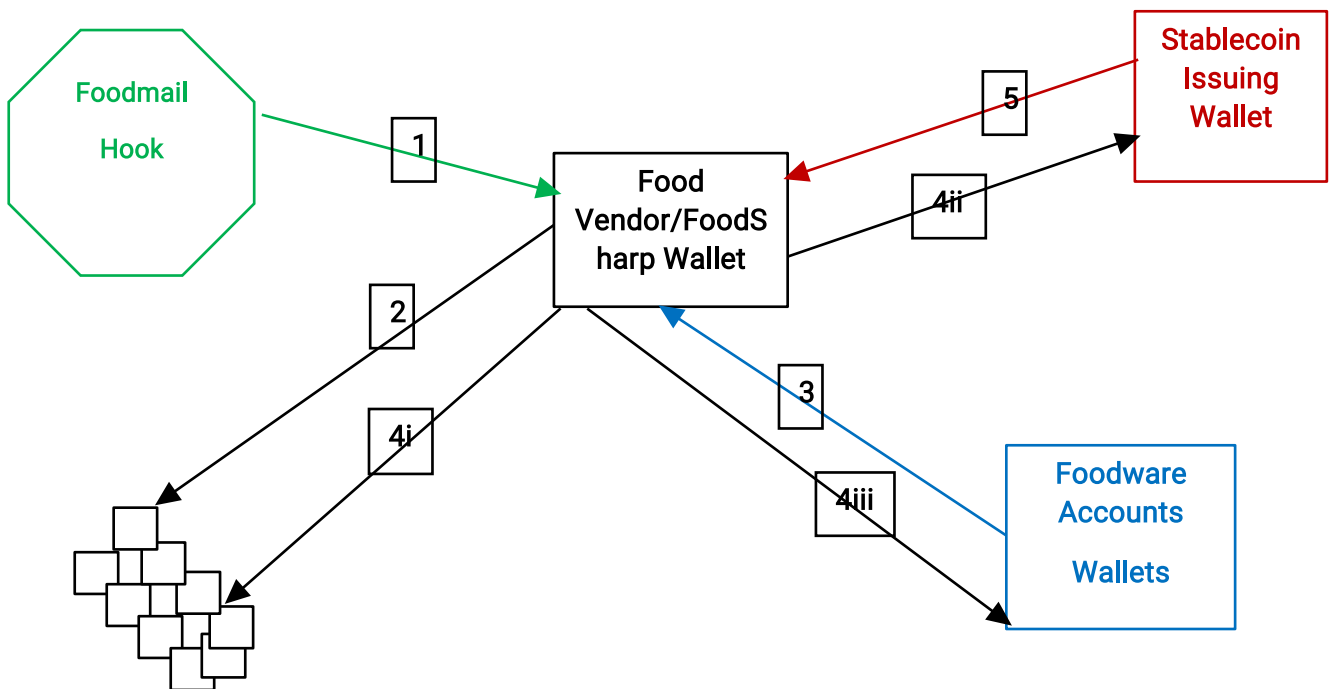 Foodmail
Hook
1
Food
Vendor/FoodS
harp Wallet
5
Stablecoin
Issuing
Wallet
4ii
2
4i
3
4iii
Foodware
Accounts
Wallets